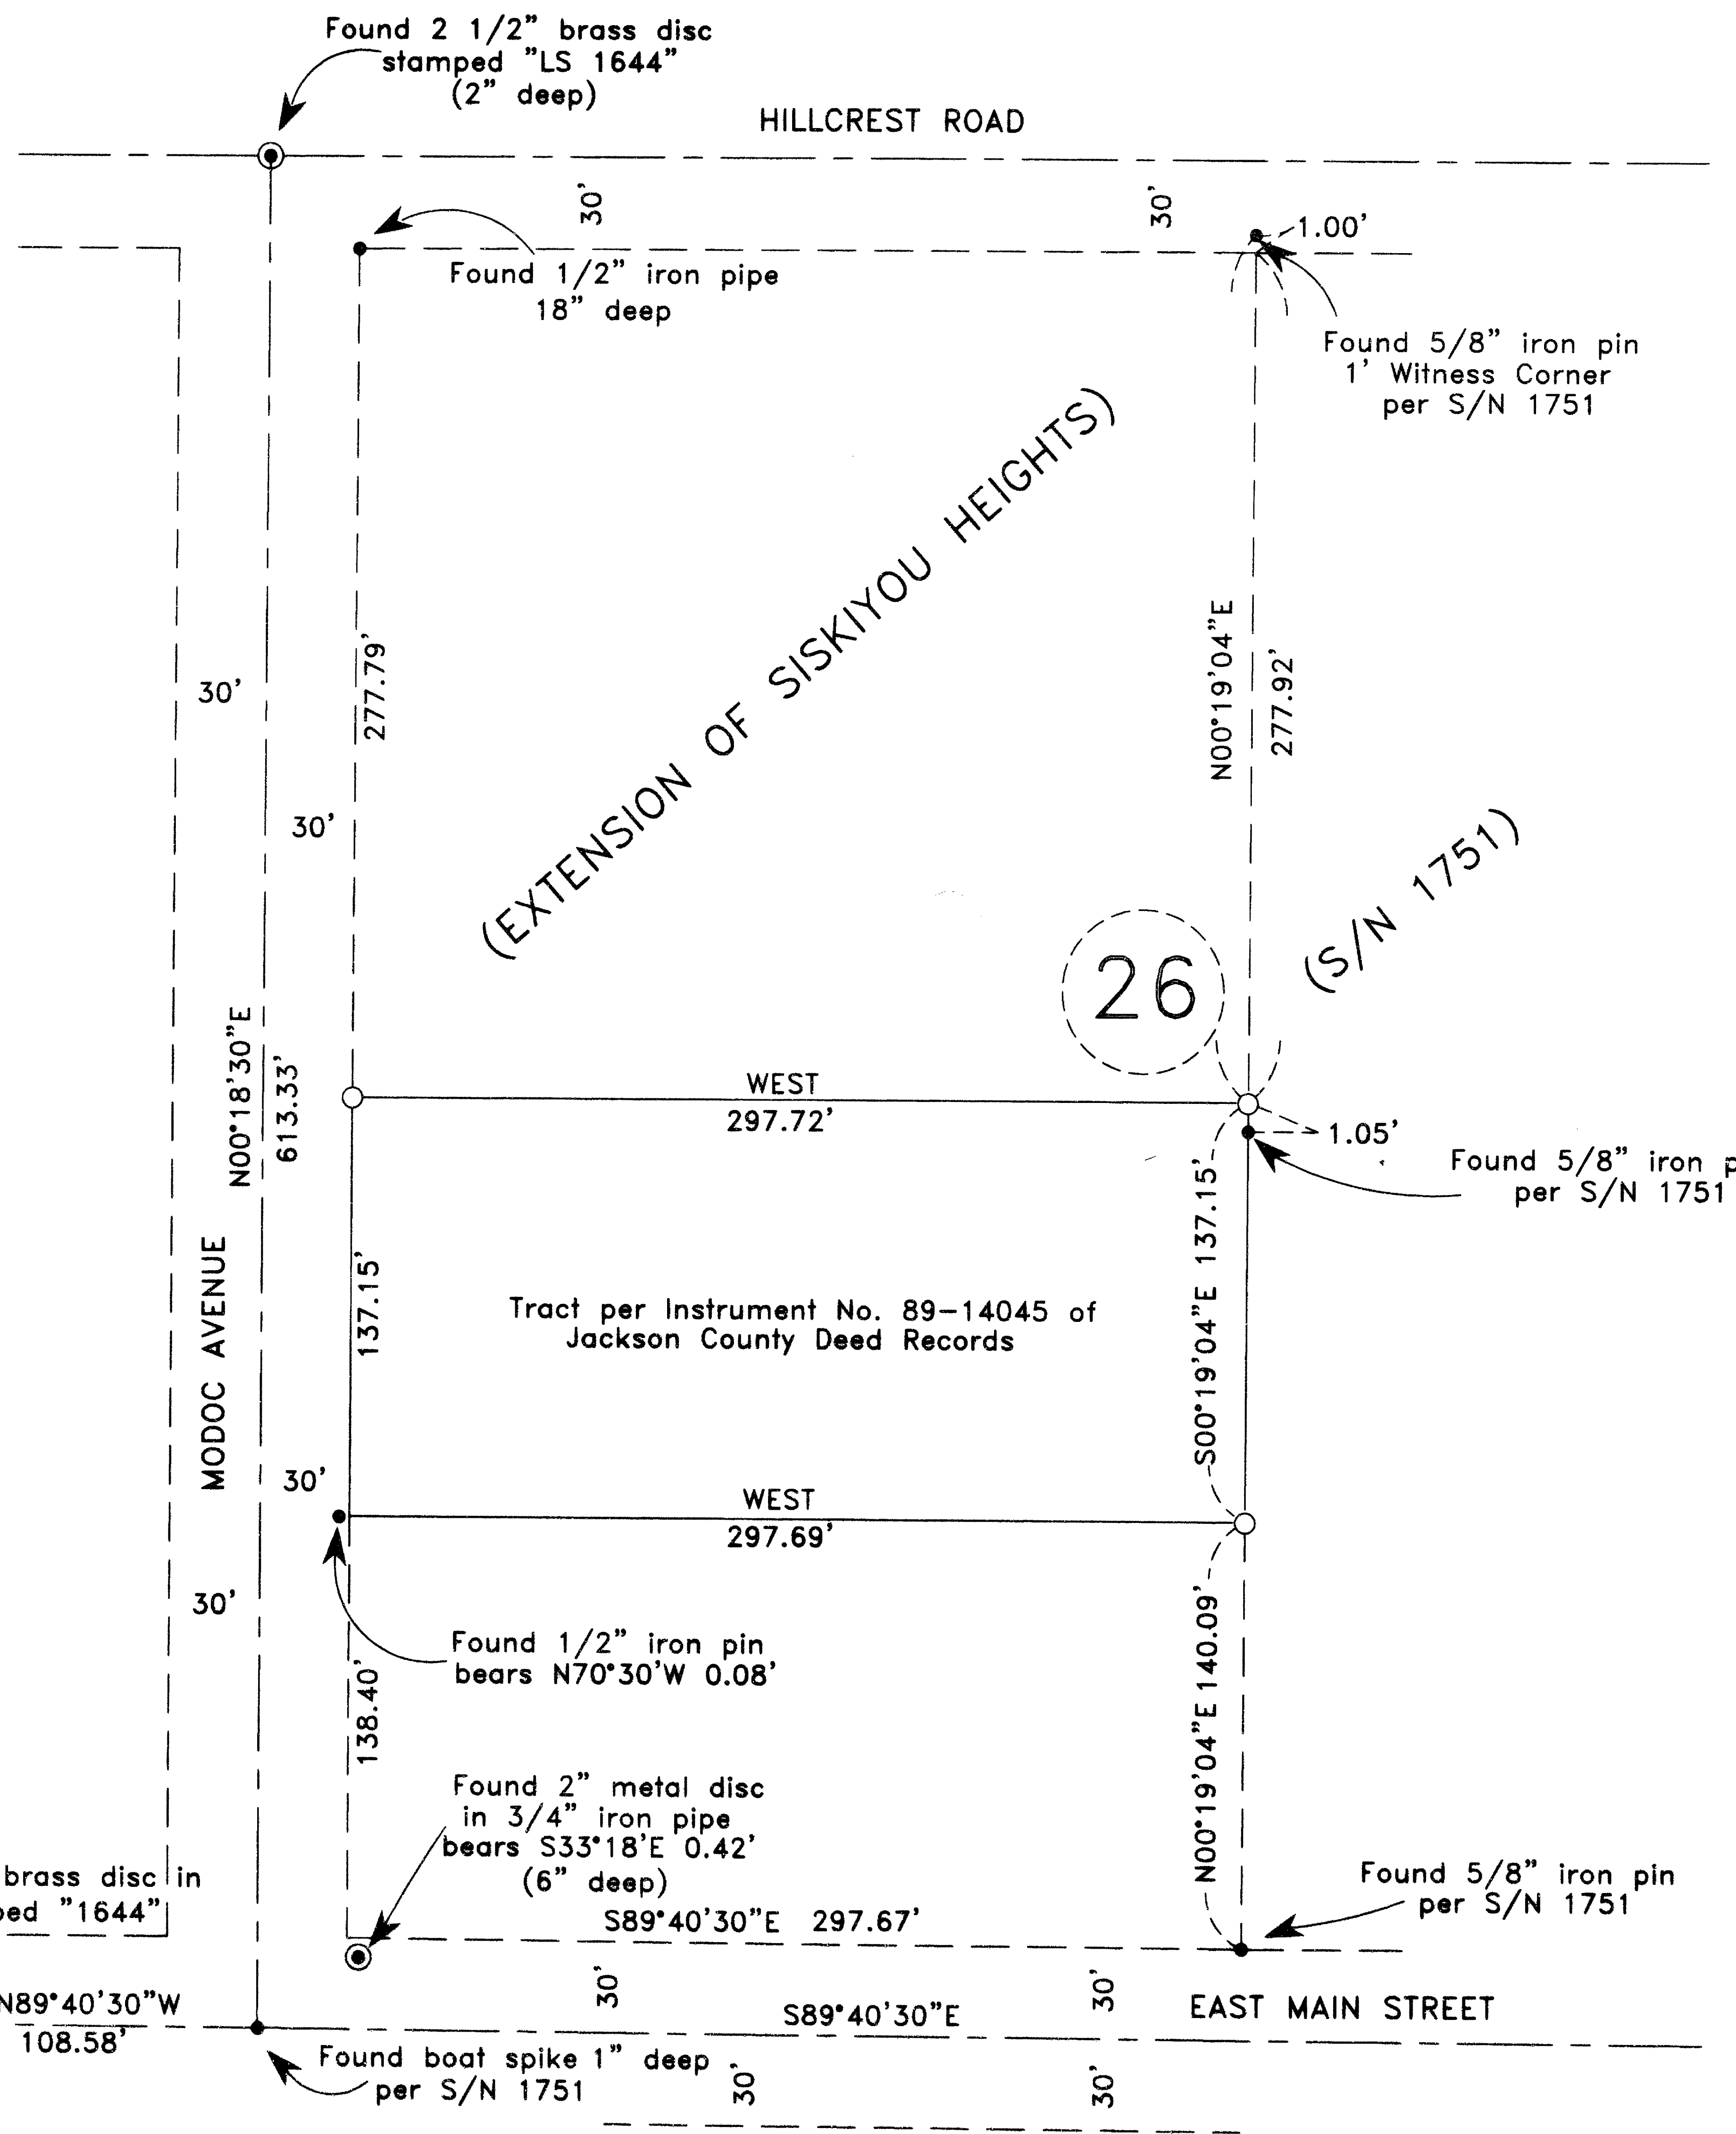 Found 2 1/2" brass disc
stamped "LS 1644"
(2" deep)
HILLCREST ROAD
30'
30'
1.00'
Found 1/2" iron pipe
18" deep
Found 5/8" iron pin
1' Witness Corner
per S/N 1751
(EXTENSION OF SISKIYOU HEIGHTS)
277.79'
N00°19'04"E
277.92'
30'
30'
(S/N 1751)
26
N00°18'30"E
613.33'
WEST
297.72'
1.05'
Found 5/8" iron p
per S/N 1751
S00°19'04"E 137.15'
137.15'
MODOC AVENUE
Tract per Instrument No. 89-14045 of
Jackson County Deed Records
30'
WEST
297.69'
30'
Found 1/2" iron pin
bears N70°30'W 0.08'
138.40'
N00°19'04"E 140.09'
Found 2" metal disc
in 3/4" iron pipe
bears S33°18'E 0.42'
(6" deep)
brass disc in
ped "1644"
Found 5/8" iron pin
per S/N 1751
S89°40'30"E 297.67'
30'
30'
N89°40'30"W
108.58'
S89°40'30"E
EAST MAIN STREET
Found boat spike 1" deep
per S/N 1751
30'
30'